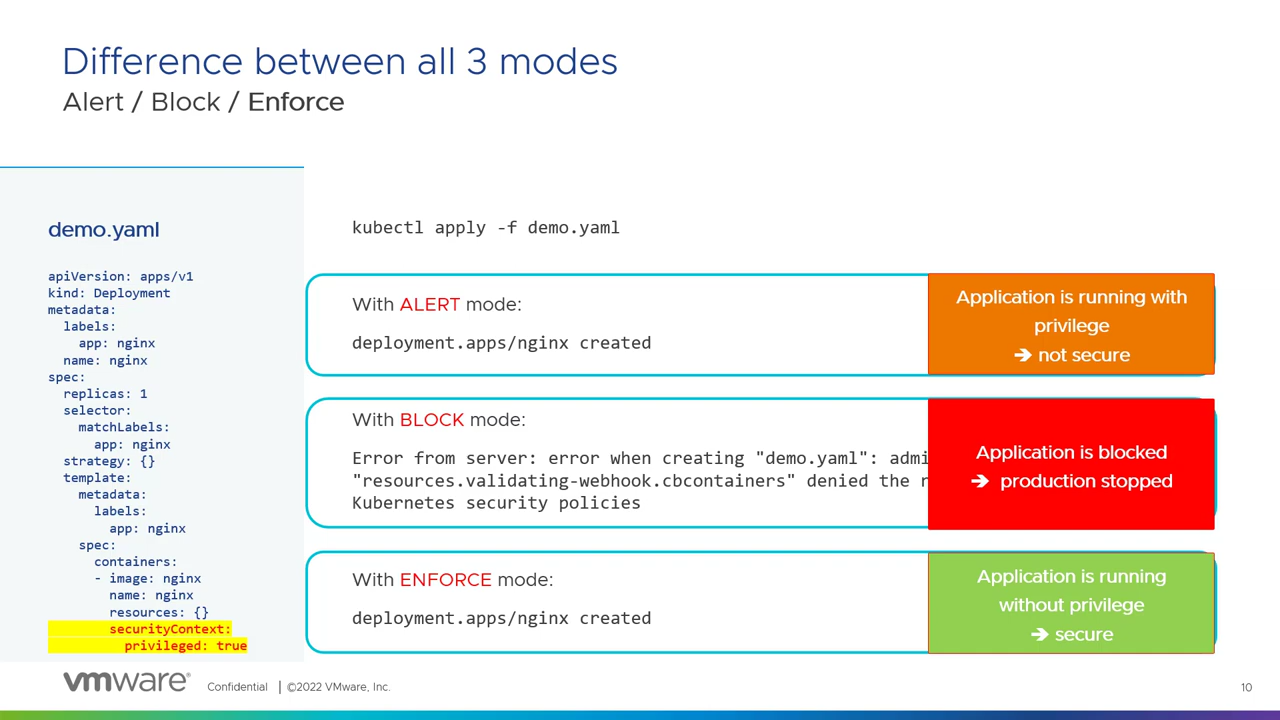 Difference between all 3 modes
Alert / Block / Enforce
demo.yaml
apiVersion: apps/v1
kind: Deployment
metadata:
  labels:
    app: nginx
  name: nginx
spec:
  replicas: 1
  selector:
    matchLabels:
      app: nginx
  strategy: {}
  template:
    metadata:
      labels:
        app: nginx
    spec:
      containers:
      - image: nginx
        name: nginx
        resources: {}
        securityContext:
          privileged: true
kubectl apply -f demo.yaml
With ALERT mode:
deployment.apps/nginx created
Application is running with
privilege
➔ not secure
With BLOCK mode:
Error from server: error when creating "demo.yaml":
"resources.validating-webhook.cbcontainers" denied the
Kubernetes security policies
Application is blocked
➔ production stopped
With ENFORCE mode:
deployment.apps/nginx created
Application is running
without privilege
➔ secure
vmware®
Confidential | ©2022 VMware, Inc.
10